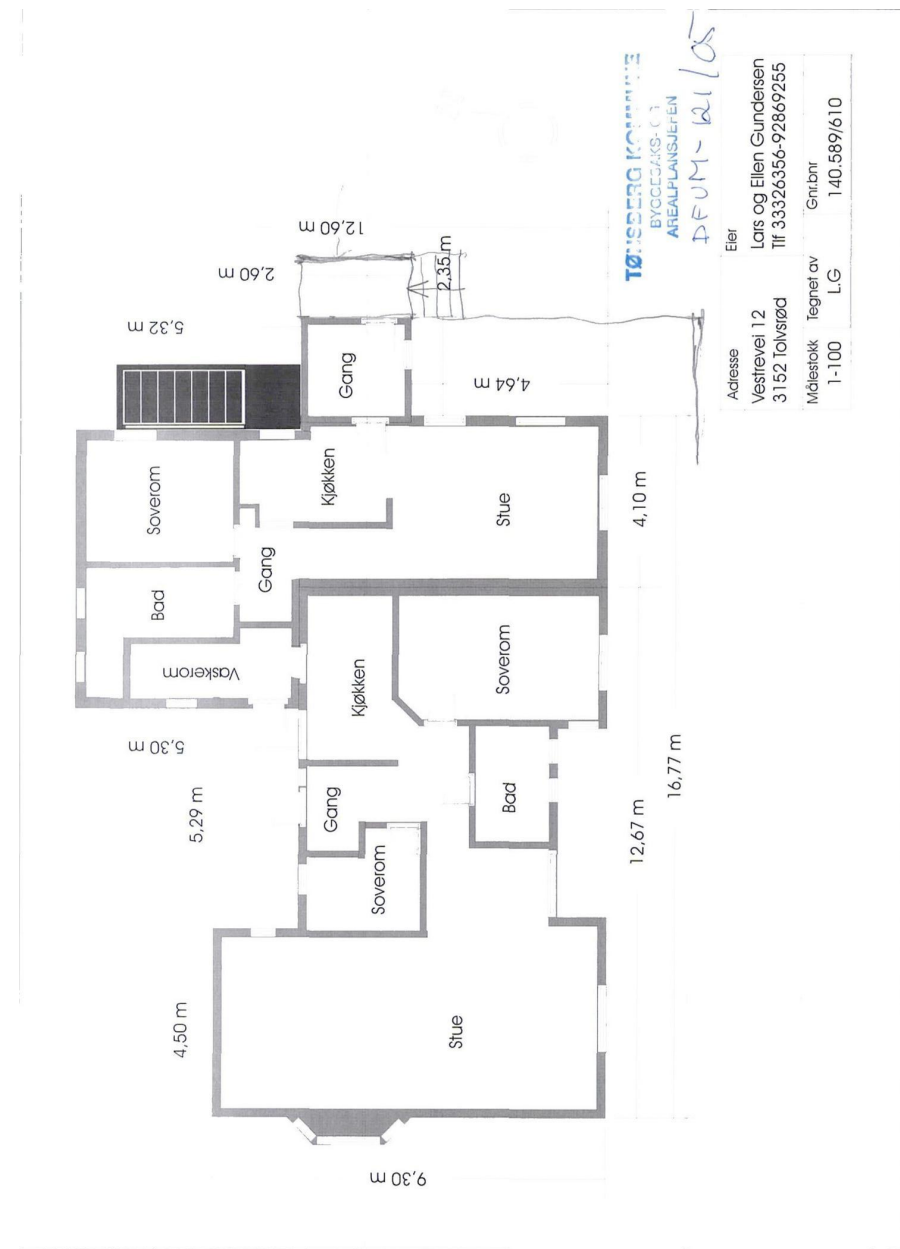 5,32 m
2,60 m
12,60 m
2,35 m
4,64 m
Gang
Soverom
Kjøkken
Stue
Gang
Bad
Vaskerom
Kjøkken
Soverom
4,10 m
5,30 m
5,29 m
Gang
Soverom
Bad
12,67 m
16,77 m
4,50 m
Stue
9,30 m
TØNSBERG KOMMUNE
BYGGESAKS- OG
AREALPLANSJEFEN
DFUM-121/05
Adresse
Vestrevei 12
3152 Tolvsrød
Eier
Lars og Ellen Gundersen
Tlf 33326356-92869255
Målestokk
1-100
Tegnet av
L.G
Gnr.bnr
140.589/610